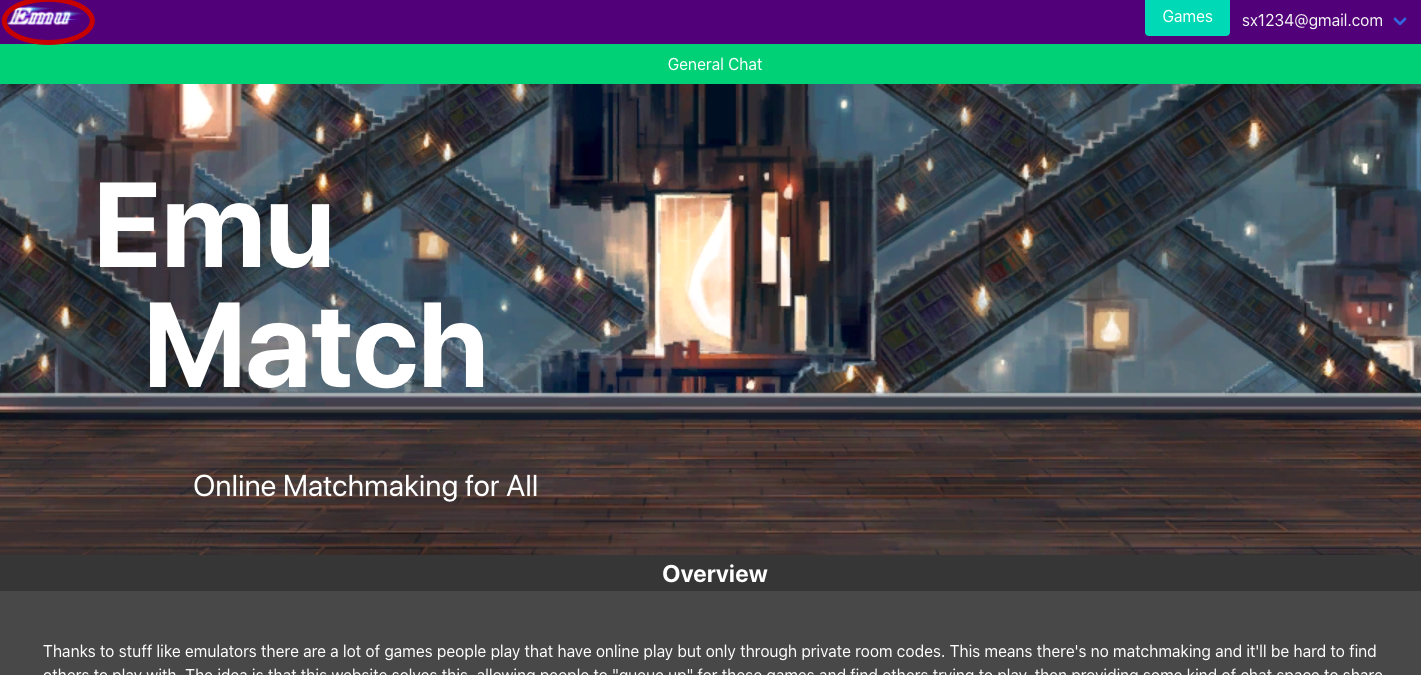 Emu
Games
sx1234@gmail.com
General Chat
Emu
Match
Online Matchmaking for All
Overview
Thanks to stuff like emulators there are a lot of games people play that have online play but only through private room codes. This means there's no matchmaking and it'll be hard to find
others to play with. The idea is that this website solves this, allowing people to "queue up" for these games and find others trying to play, then providing some kind of chat space to share